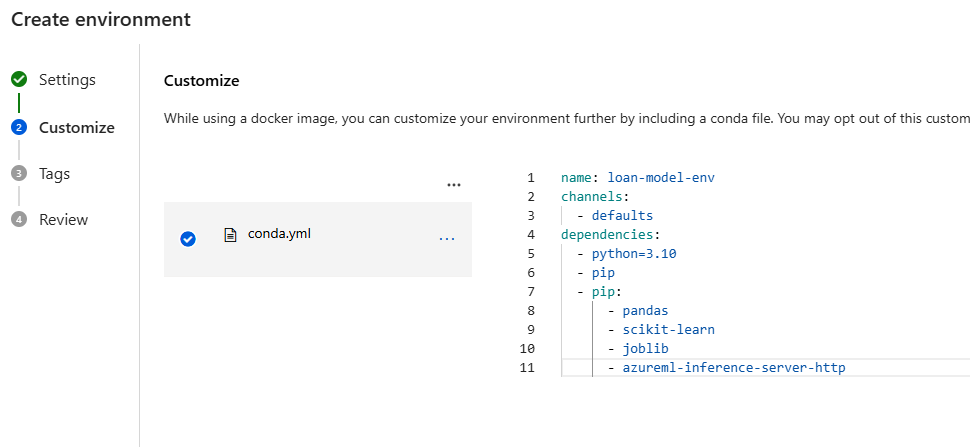 Create environment
Settings
2 Customize
3 Tags
4 Review
Customize
While using a docker image, you can customize your environment further by including a conda file. You may opt out of this custom
...
conda.yml
...
1 name: loan-model-env
2 channels:
3 - defaults
4 dependencies:
5 - python=3.10
6 - pip
7 - pip:
8 - pandas
9 - scikit-learn
10 - joblib
11 - azureml-inference-server-http